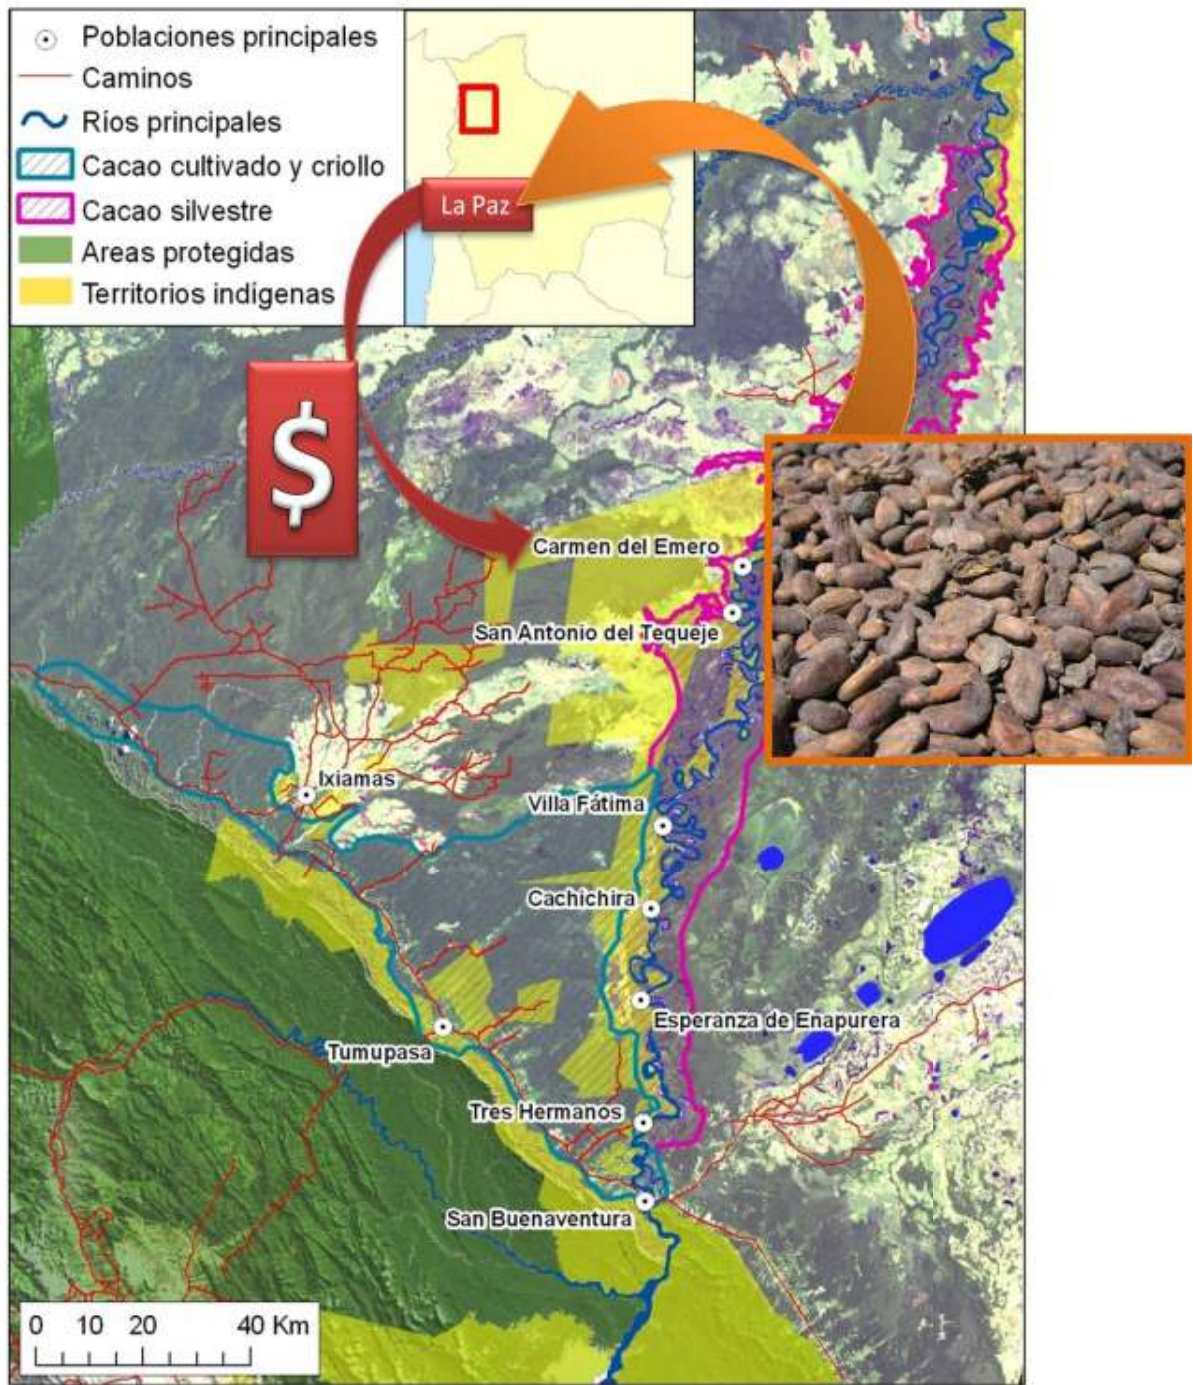 Poblaciones principales
Caminos
Ríos principales
Cacao cultivado y criollo
Cacao silvestre
Areas protegidas
Territorios indígenas
La Paz
$
Carmen del Emero
San Antonio del Tequeje
Ixiamas
Villa Fátima
Cachichira
Esperanza de Enapurera
Tumupasa
Tres Hermanos
San Buenaventura
0 10 20 40 Km